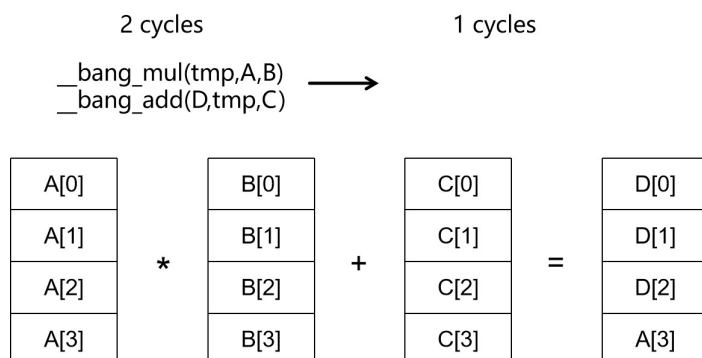 2 cycles 1 cycles
__bang_mul(tmp,A,B)
__bang_add(D,tmp,C)
A[0] B[0] C[0] D[0]
A[1] B[1] C[1] D[1]
* + =
A[2] B[2] C[2] D[2]
A[3] B[3] C[3] A[3]